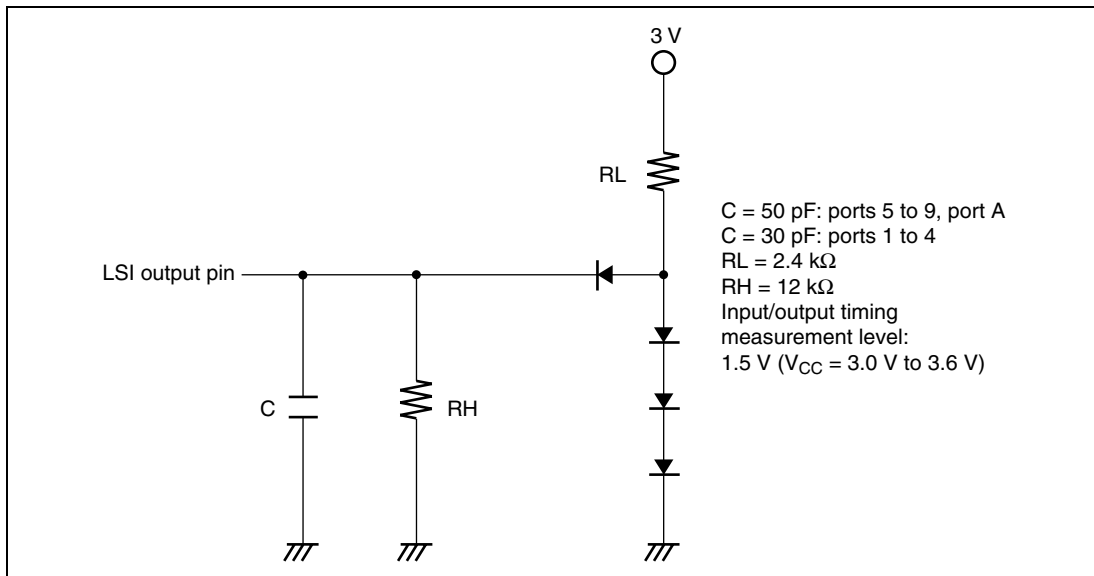 3 V
RL
C = 50 pF: ports 5 to 9, port A
C = 30 pF: ports 1 to 4
RL = 2.4 kΩ
RH = 12 kΩ
Input/output timing
measurement level:
1.5 V (VCC = 3.0 V to 3.6 V)
LSI output pin
C
RH